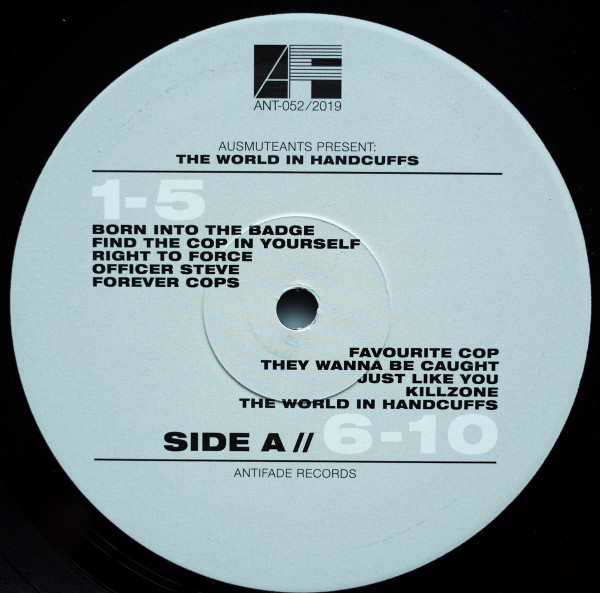 AF
ANT-052/2019
AUSMUTEANTS PRESENT:
THE WORLD IN HANDCUFFS
1-5
BORN INTO THE BADGE
FIND THE COP IN YOURSELF
RIGHT TO FORCE
OFFICER STEVE
FOREVER COPS
FAVOURITE COP
THEY WANNA BE CAUGHT
JUST LIKE YOU
KILLZONE
THE WORLD IN HANDCUFFS
SIDE A // 6-10
ANTIFADE RECORDS